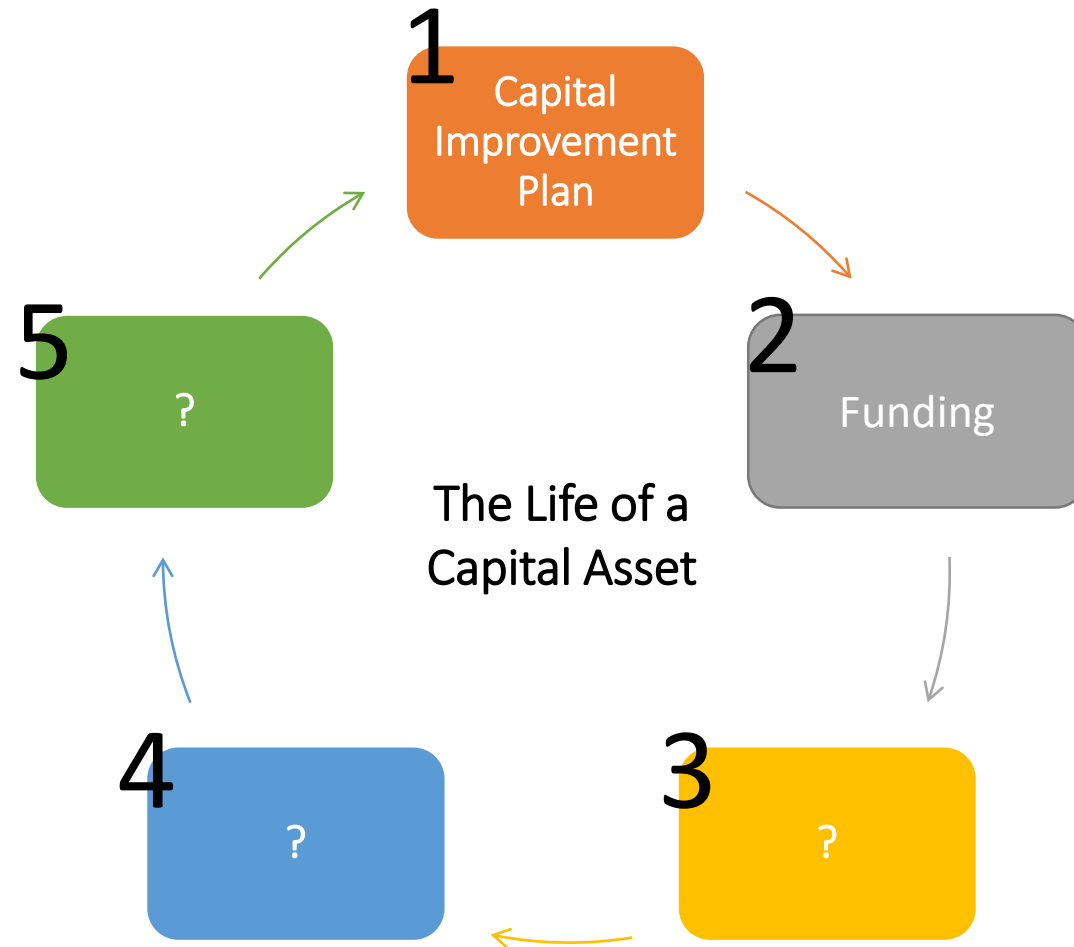 1
Capital
Improvement
Plan
2
Funding
3
?
4
?
5
?
The Life of a
Capital Asset